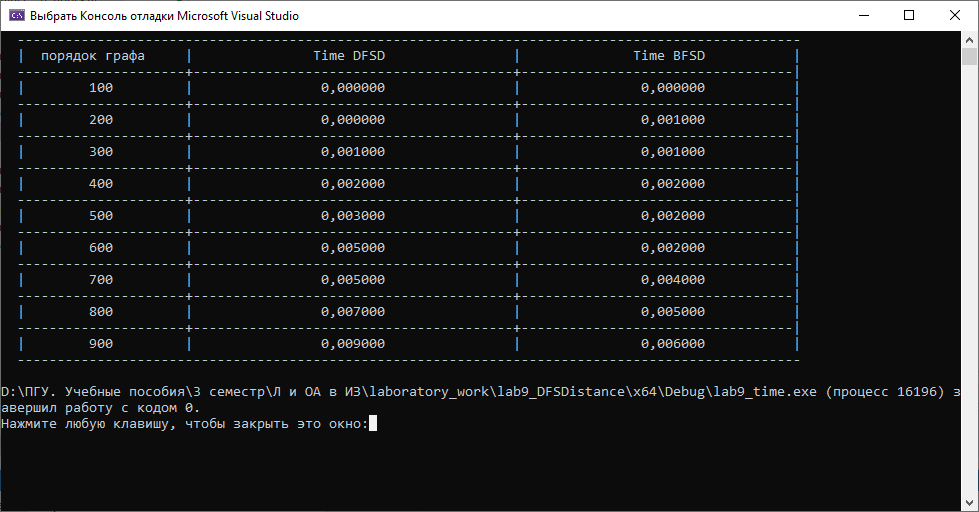 Выбрать Консоль отладки Microsoft Visual Studio
порядок графа | Time DFSD | Time BFSD
100 | 0,000000 | 0,000000
200 | 0,000000 | 0,001000
300 | 0,001000 | 0,001000
400 | 0,002000 | 0,002000
500 | 0,003000 | 0,002000
600 | 0,005000 | 0,002000
700 | 0,005000 | 0,004000
800 | 0,007000 | 0,005000
900 | 0,009000 | 0,006000
D:\ПГУ. Учебные пособия\3 семестр\Л и ОА в ИЗ\laboratory_work\lab9_DFSDistance\x64\Debug\lab9_time.exe (процесс 16196) з
авершил работу с кодом 0.
Нажмите любую клавишу, чтобы закрыть это окно: